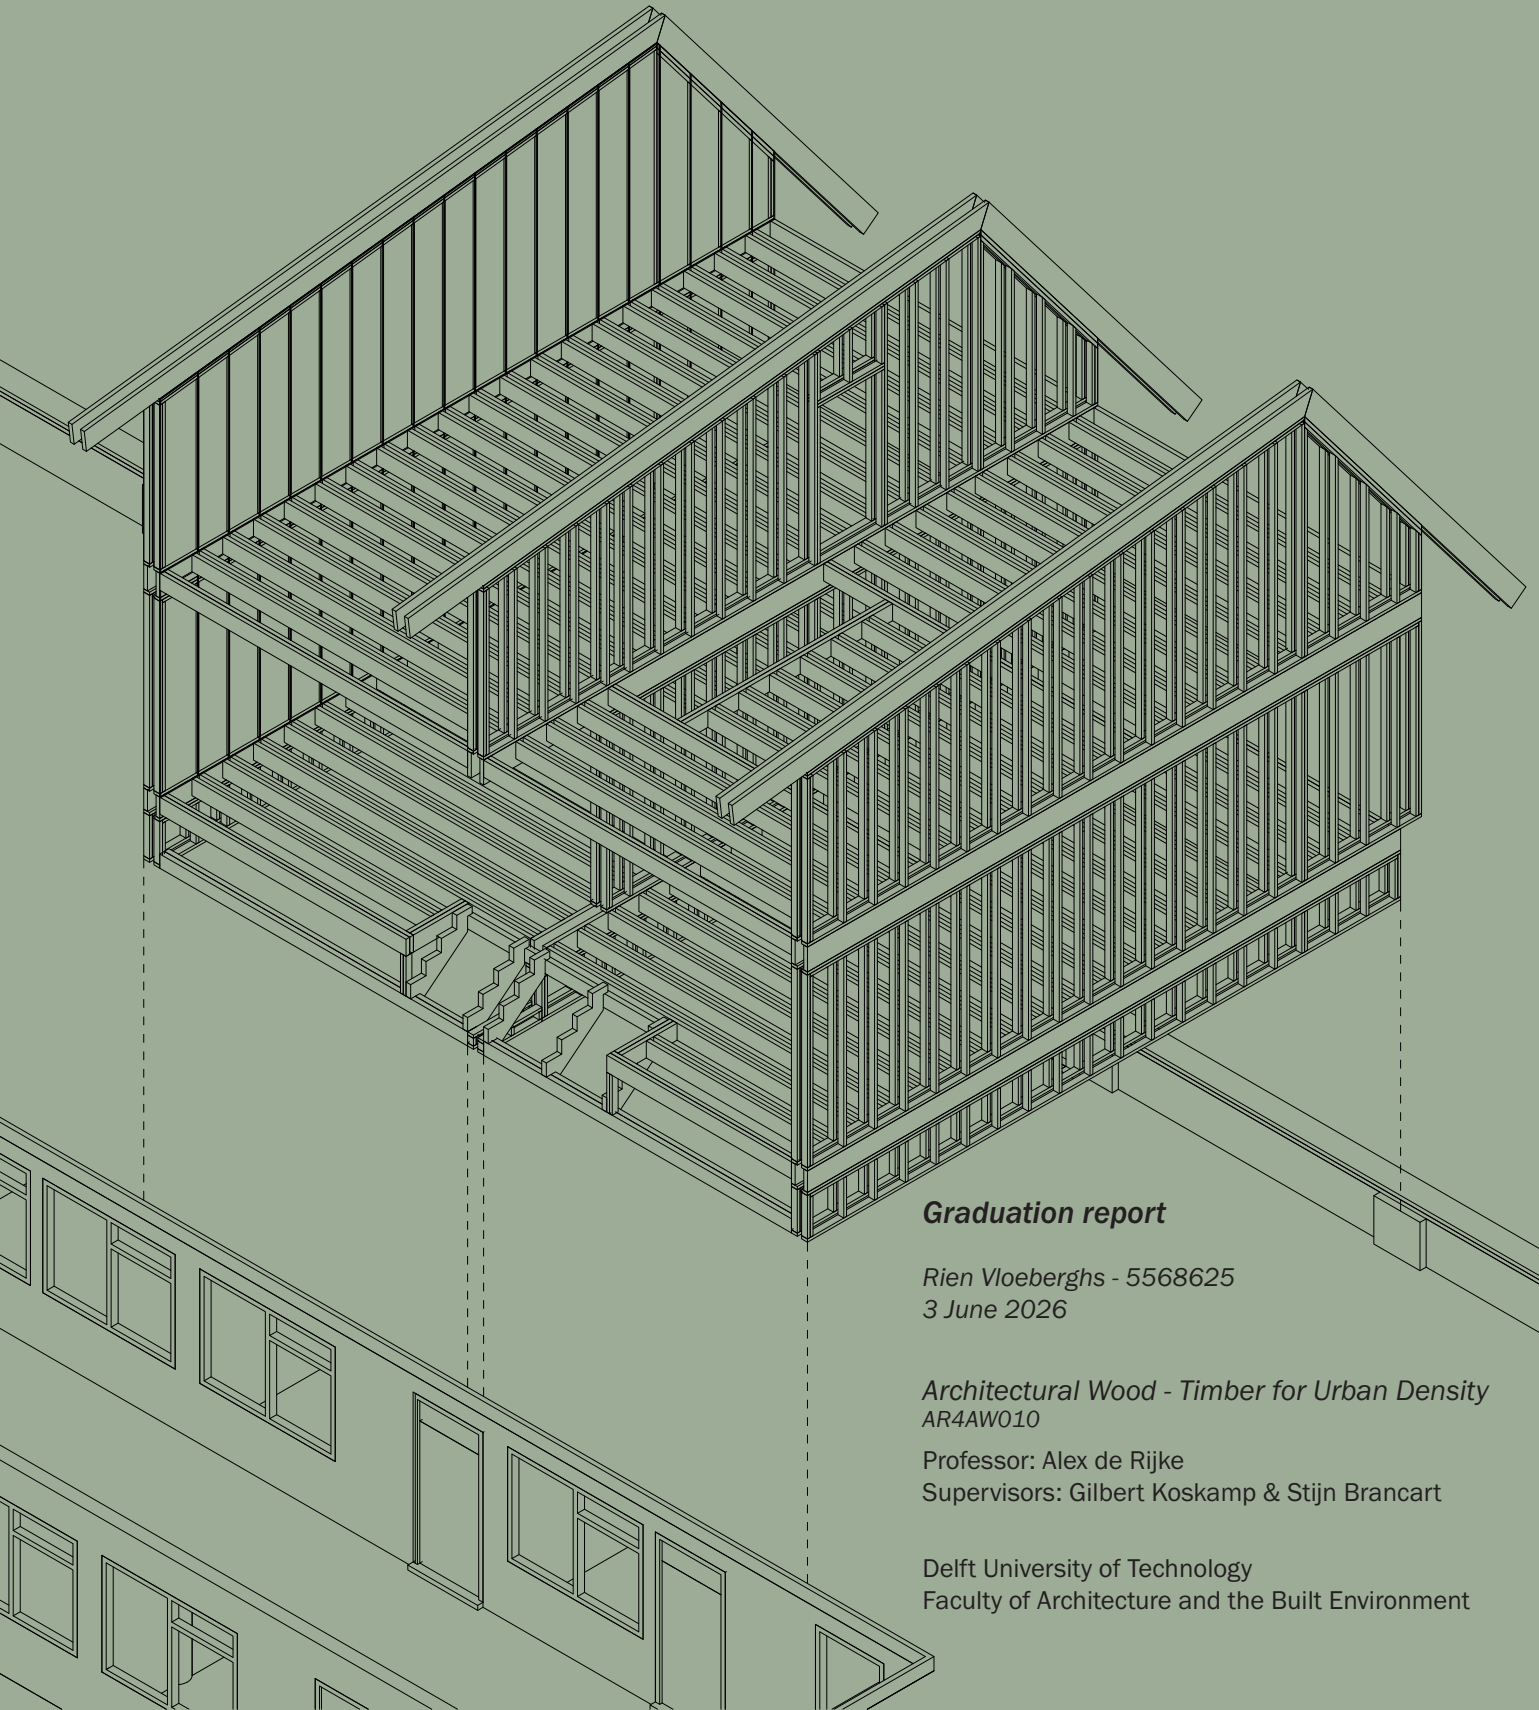 Graduation report
Rien Vloeberghs - 5568625
3 June 2026
Architectural Wood - Timber for Urban Density
AR4AW010
Professor: Alex de Rijke
Supervisors: Gilbert Koskamp & Stijn Brancart
Delft University of Technology
Faculty of Architecture and the Built Environment